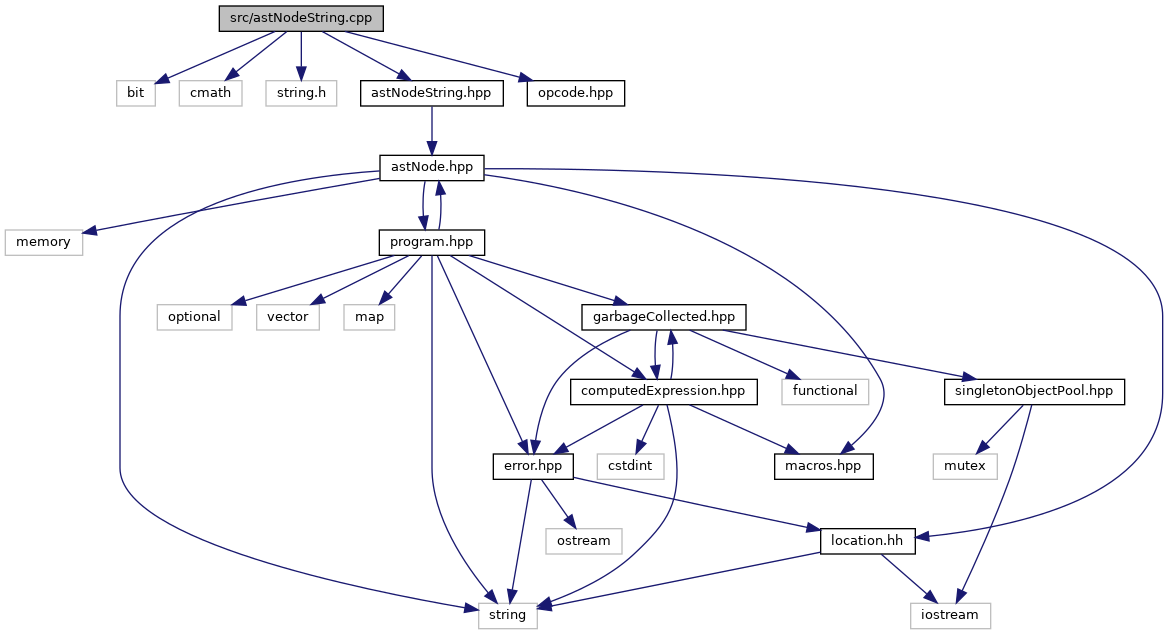 src/astNodeString.cpp
bit
cmath
string.h
astNodeString.hpp
opcode.hpp
astNode.hpp
memory
program.hpp
optional
vector
map
garbageCollected.hpp
computedExpression.hpp
functional
singletonObjectPool.hpp
error.hpp
cstdint
macros.hpp
mutex
ostream
location.hh
string
iostream